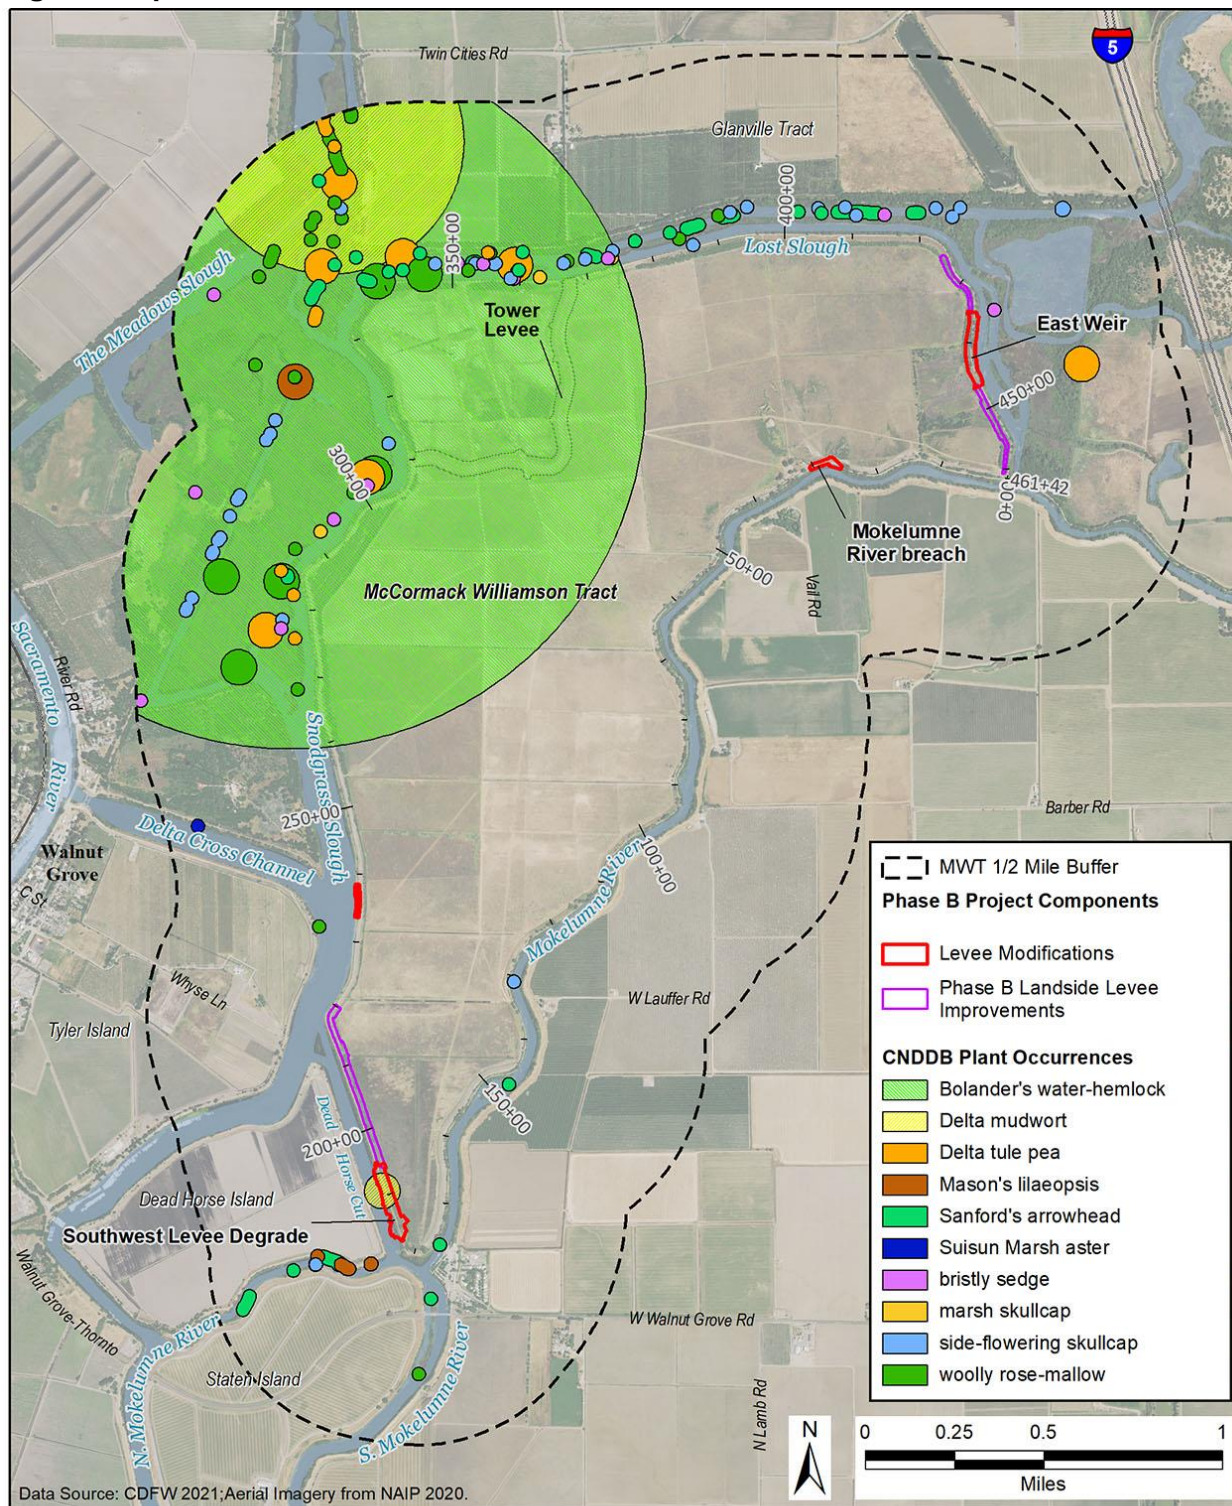 Twin Cities Rd
5
Glanville Tract
400+00
350+00
Lost Slough
The Meadows Slough
Tower
Levee
East Weir
450+00
300+00
461+42
0+00
Mokelumne
River breach
50+00
Vail Rd
McCormack Williamson Tract
Sacramento
River
River Rd
Snodgrass Slough
250+00
Barber Rd
Delta Cross Channel
Walnut
Grove
C St
100+00
Mokelumne River
Whyse Ln
W Lauffer Rd
Tyler Island
150+00
Dead Horse Cut
200+00
Dead Horse Island
Southwest Levee Degrade
Walnut Grove-Thornto
W Walnut Grove Rd
N. Mokelumne River
Staten Island
S. Mokelumne River
N Lamb Rd
MWT 1/2 Mile Buffer
Phase B Project Components
Levee Modifications
Phase B Landside Levee
Improvements
CNDDB Plant Occurrences
Bolander's water-hemlock
Delta mudwort
Delta tule pea
Mason's lilaeopsis
Sanford's arrowhead
Suisun Marsh aster
bristly sedge
marsh skullcap
side-flowering skullcap
woolly rose-mallow
N
0 0.25 0.5 1
Miles
Data Source: CDFW 2021;Aerial Imagery from NAIP 2020.